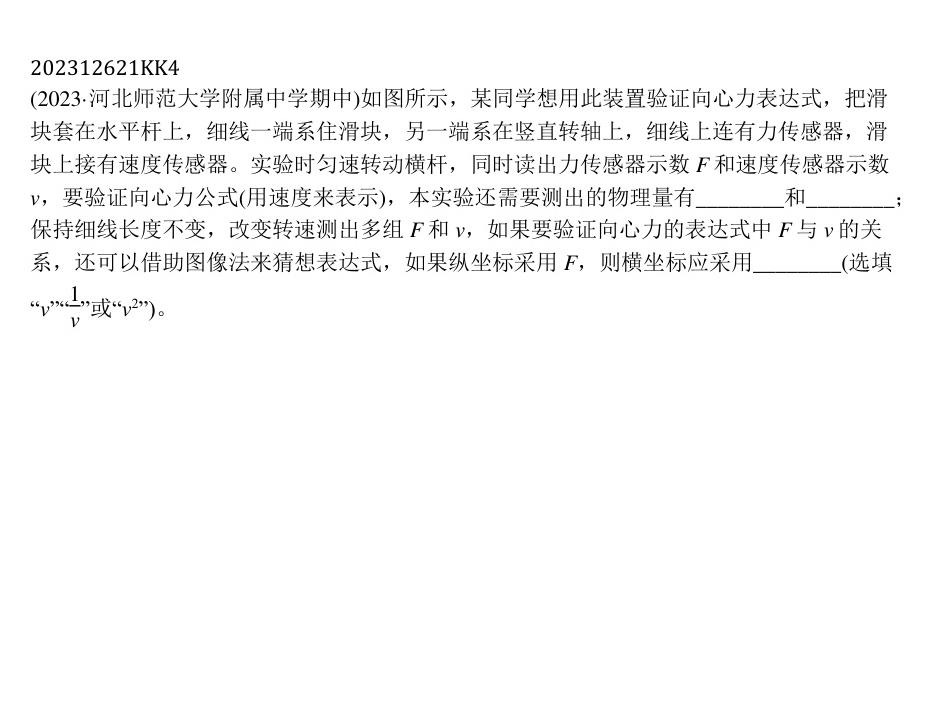 202312621KK4
(2023·河北师范大学附属中学期中)如图所示，某同学想用此装置验证向心力表达式，把滑
块套在水平杆上，细线一端系住滑块，另一端系在竖直转轴上，细线上连有力传感器，滑
块上接有速度传感器。实验时匀速转动横杆，同时读出力传感器示数 F 和速度传感器示数
v，要验证向心力公式(用速度来表示)，本实验还需要测出的物理量有________和________；
保持细线长度不变，改变转速测出多组 F 和 v，如果要验证向心力的表达式中 F 与 v 的关
系，还可以借助图像法来猜想表达式，如果纵坐标采用 F，则横坐标应采用________(选填
“v”“1/v”或“v²”)。